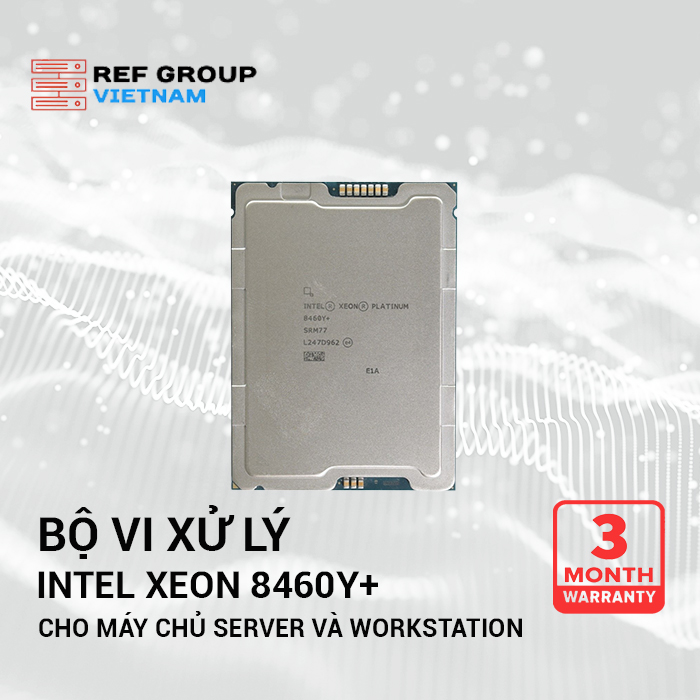 REF GROUP
VIETNAM
INTEL® XEON® PLATINUM
8460Y+
SRM77
L247D962 e4
E1A
BỘ VI XỬ LÝ
INTEL XEON 8460Y+
CHO MÁY CHỦ SERVER VÀ WORKSTATION
3
MONTH
WARRANTY